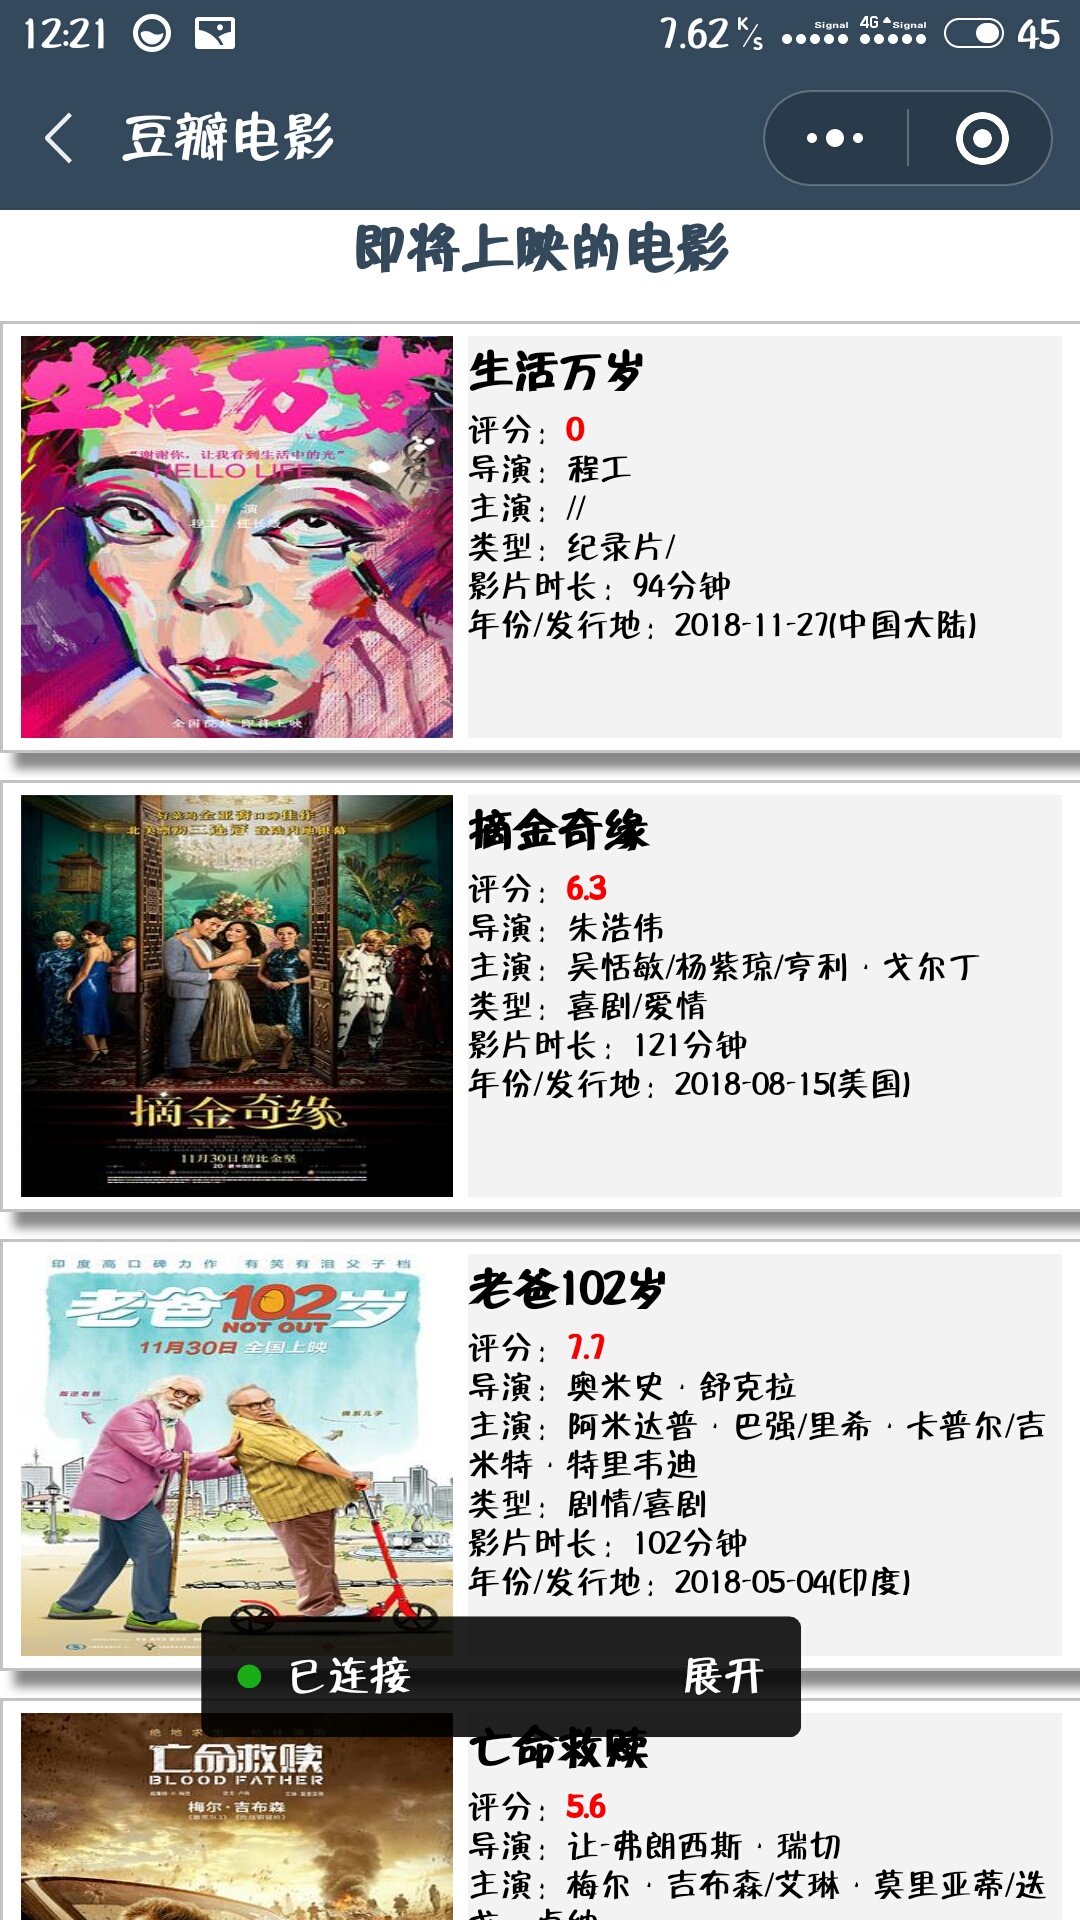 12:21
7.62 K/s
Signal
4G Signal
45
豆瓣电影
即将上映的电影
生活万岁
"谢谢你，让我看到生活中的光"
HELLO LIFE
导 演
程工
全国院线 即将上映
生活万岁
评分：0
导演：程工
主演：//
类型：纪录片/
影片时长：94分钟
年份/发行地：2018-11-27(中国大陆)
摘金奇缘
11月30日 情比金坚
摘金奇缘
评分：6.3
导演：朱浩伟
主演：吴恬敏/杨紫琼/亨利·戈尔丁
类型：喜剧/爱情
影片时长：121分钟
年份/发行地：2018-08-15(美国)
印度高口碑力作 有笑有泪父子档
老爸102岁
NOT OUT
11月30日 全国上映
老爸102岁
评分：7.7
导演：奥米史·舒克拉
主演：阿米达普·巴强/里希·卡普尔/吉
米特·特里韦迪
类型：剧情/喜剧
影片时长：102分钟
年份/发行地：2018-05-04(印度)
已连接
展开
亡命救赎
BLOOD FATHER
梅尔·吉布森
亡命救赎
评分：5.6
导演：让-弗朗西斯·瑞切
主演：梅尔·吉布森/艾琳·莫里亚蒂/迭